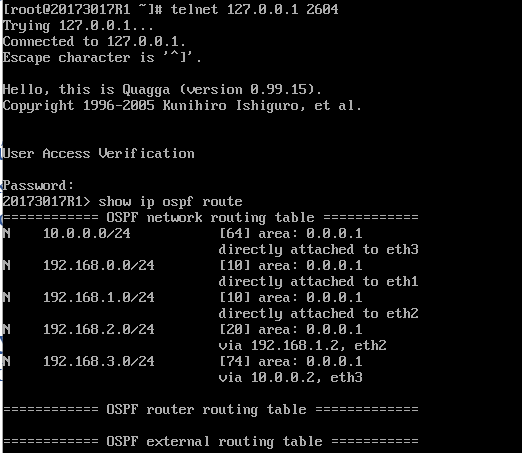 [root@20173017R1 ~]# telnet 127.0.0.1 2604
Trying 127.0.0.1...
Connected to 127.0.0.1.
Escape character is '^]'.
Hello, this is Quagga (version 0.99.15).
Copyright 1996-2005 Kunihiro Ishiguro, et al.
User Access Verification
Password:
20173017R1> show ip ospf route
============ OSPF network routing table ============
N    10.0.0.0/24           [64] area: 0.0.0.1
                           directly attached to eth3
N    192.168.0.0/24        [10] area: 0.0.0.1
                           directly attached to eth1
N    192.168.1.0/24        [10] area: 0.0.0.1
                           directly attached to eth2
N    192.168.2.0/24        [20] area: 0.0.0.1
                           via 192.168.1.2, eth2
N    192.168.3.0/24        [74] area: 0.0.0.1
                           via 10.0.0.2, eth3
============ OSPF router routing table =============
============ OSPF external routing table ===========